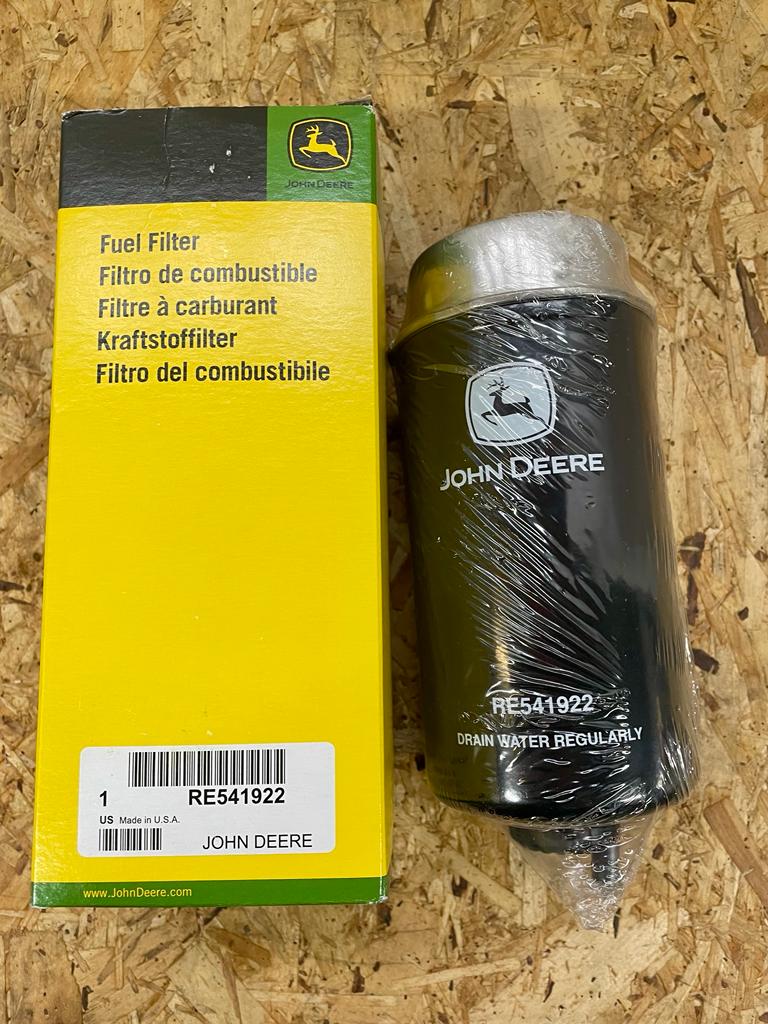 JOHN DEERE
Fuel Filter
Filtro de combustible
Filtre à carburant
Kraftstoffilter
Filtro del combustibile
1 RE541922
US Made in U.S.A.
JOHN DEERE
www.JohnDeere.com
JOHN DEERE
RE541922
DRAIN WATER REGULARLY